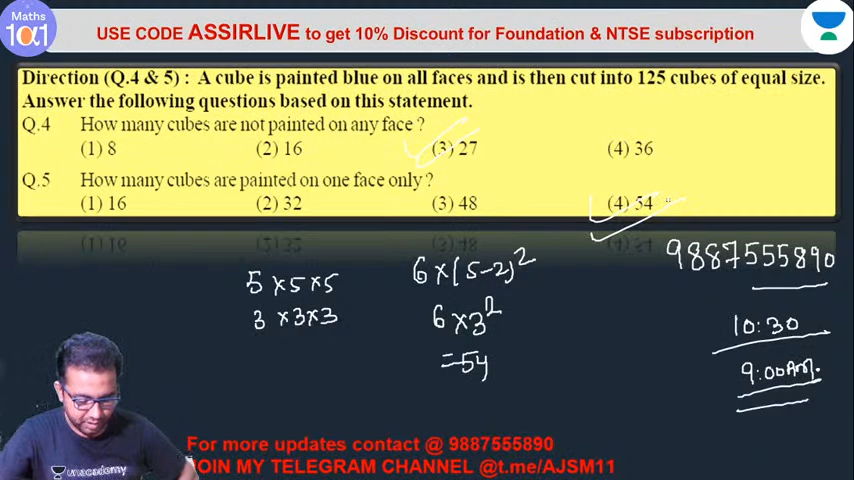 Maths
1α1
USE CODE ASSIRLIVE to get 10% Discount for Foundation & NTSE subscription
Direction (Q.4 & 5) : A cube is painted blue on all faces and is then cut into 125 cubes of equal size.
Answer the following questions based on this statement.
Q.4 How many cubes are not painted on any face ?
(1) 8 (2) 16 (3) 27 (4) 36
Q.5 How many cubes are painted on one face only ?
(1) 16 (2) 32 (3) 48 (4) 54
5 × 5 × 5
3 × 3 × 3
6 × (5-2)²
6 × 3²
= 54
9887555890
10:30
9:00 Am.
unacademy
For more updates contact @ 9887555890
JOIN MY TELEGRAM CHANNEL @t.me/AJSM11